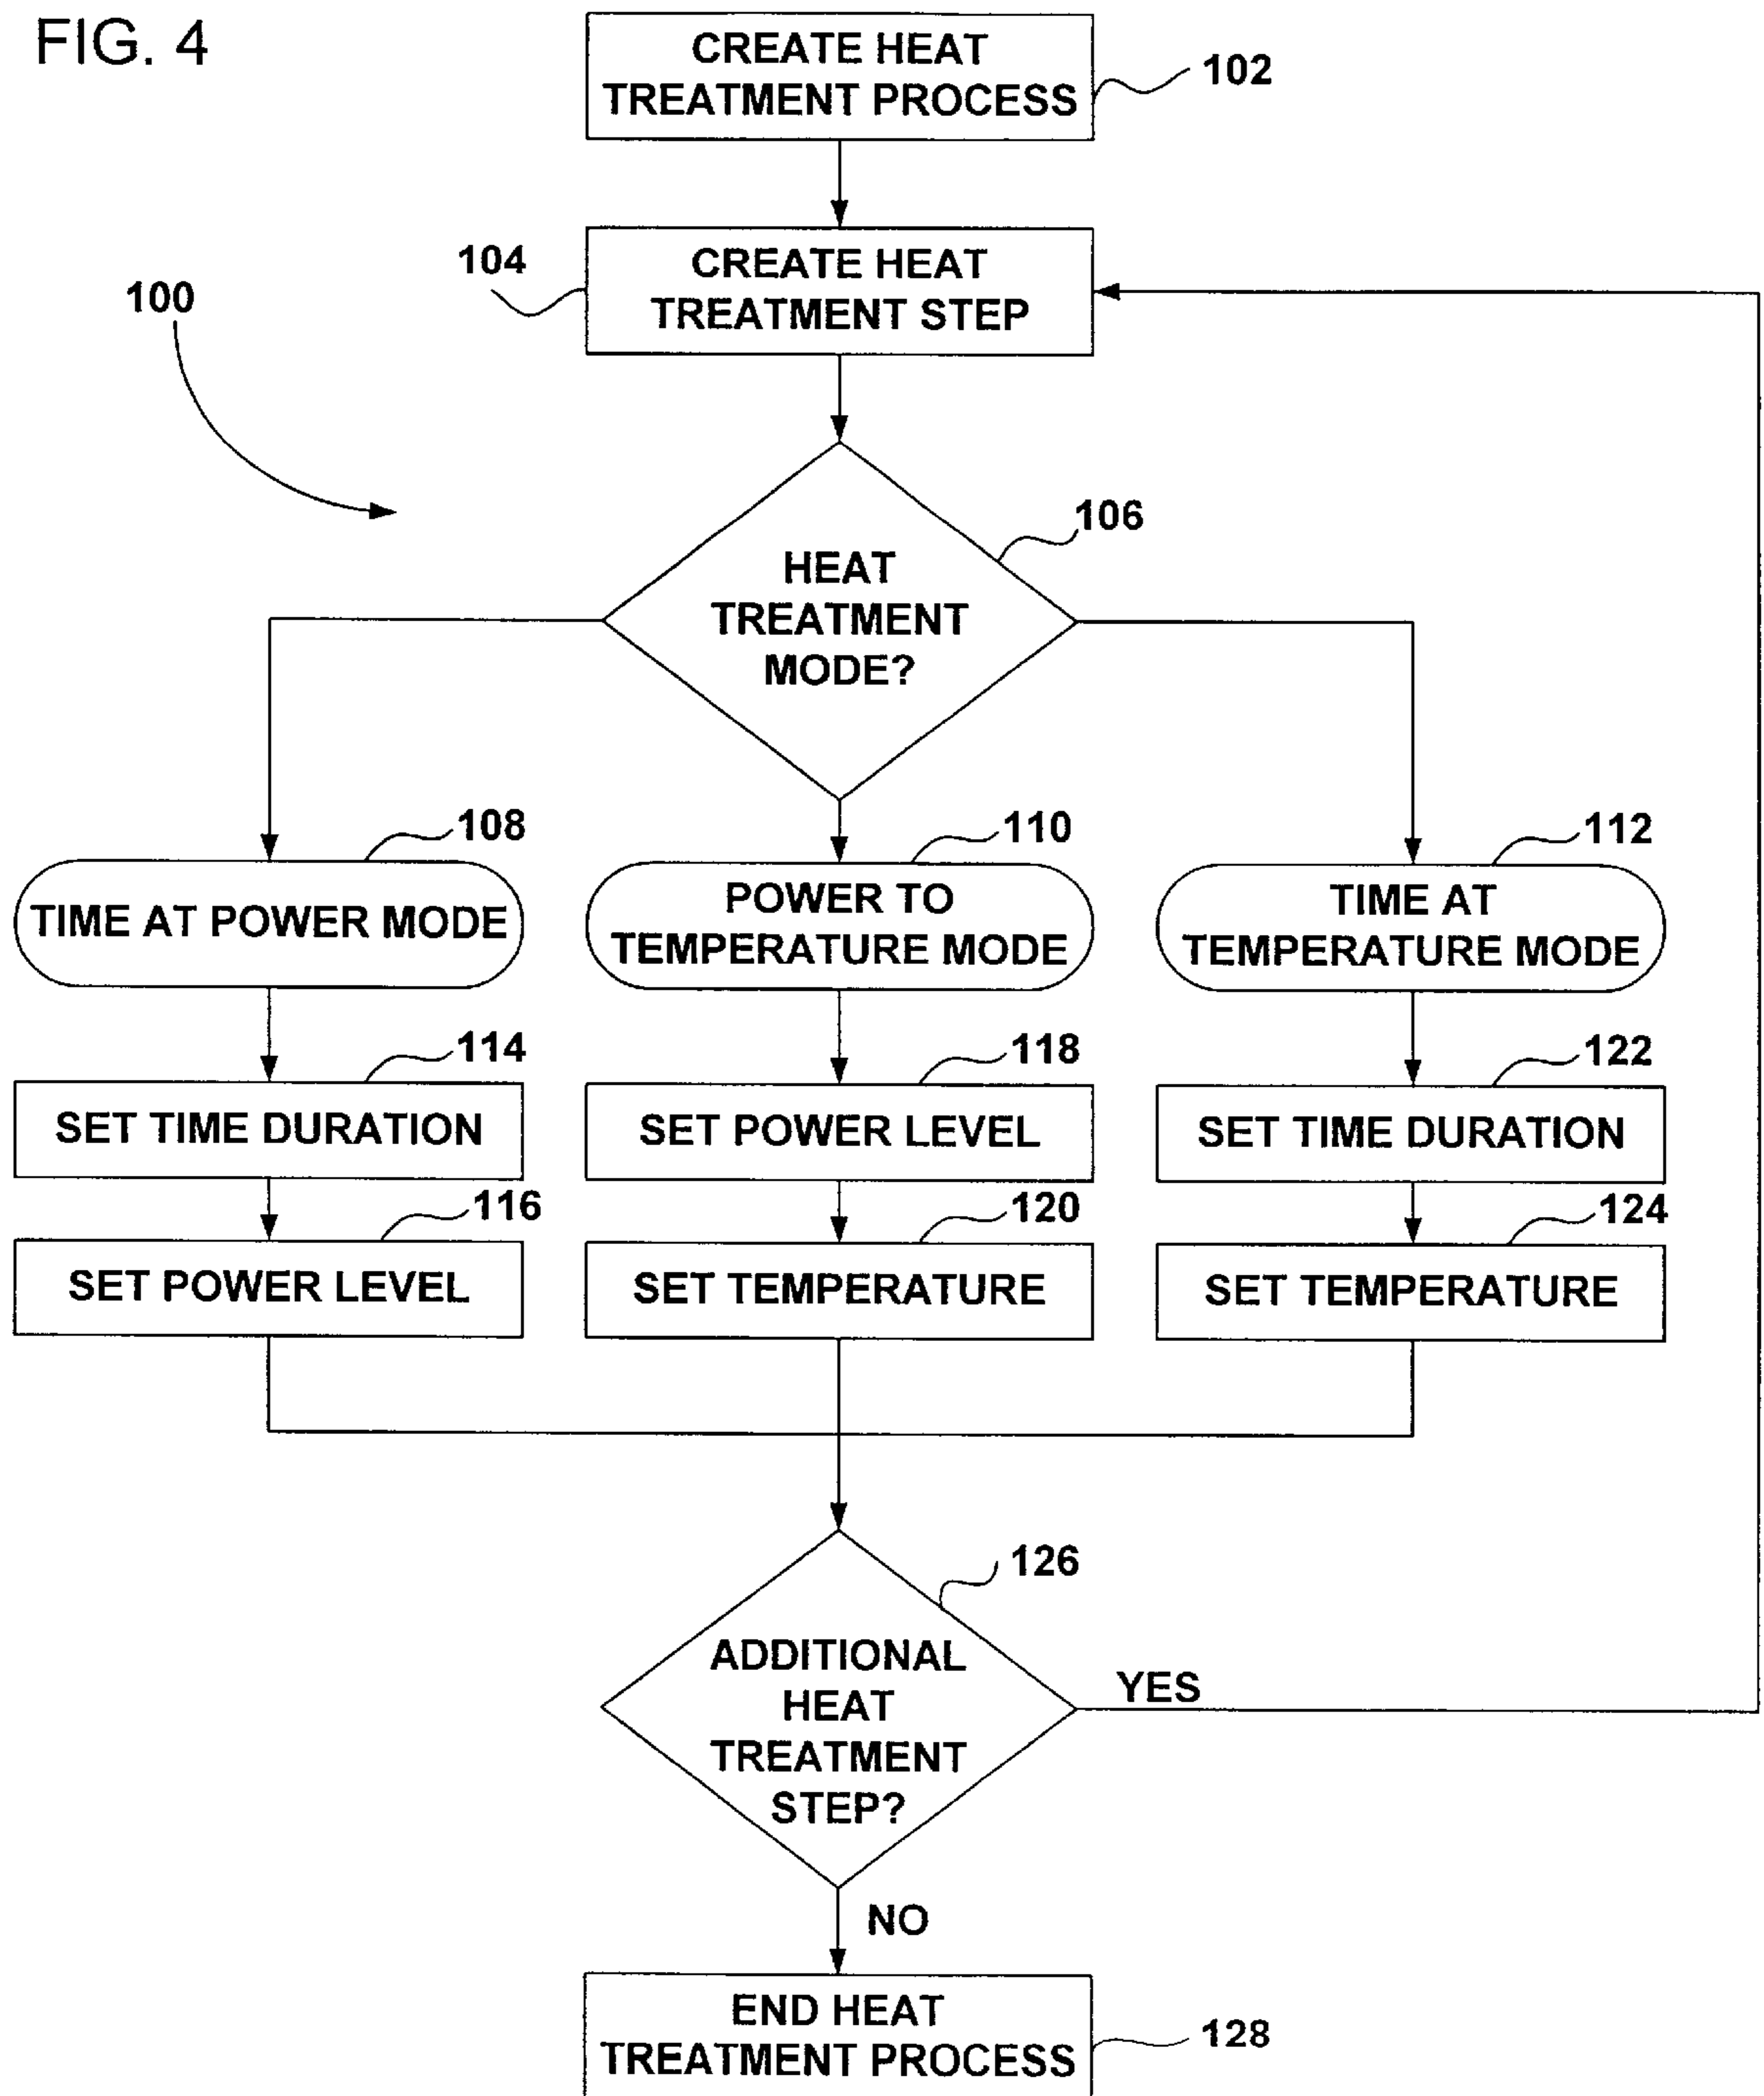 FIG. 4
CREATE HEAT
TREATMENT PROCESS
102
104
CREATE HEAT
TREATMENT STEP
100
106
HEAT
TREATMENT
MODE?
108
110
112
TIME AT POWER MODE
POWER TO
TEMPERATURE MODE
TIME AT
TEMPERATURE MODE
114
118
122
SET TIME DURATION
SET POWER LEVEL
SET TIME DURATION
116
120
124
SET POWER LEVEL
SET TEMPERATURE
SET TEMPERATURE
126
ADDITIONAL
HEAT
TREATMENT
STEP?
YES
NO
END HEAT
TREATMENT PROCESS
128